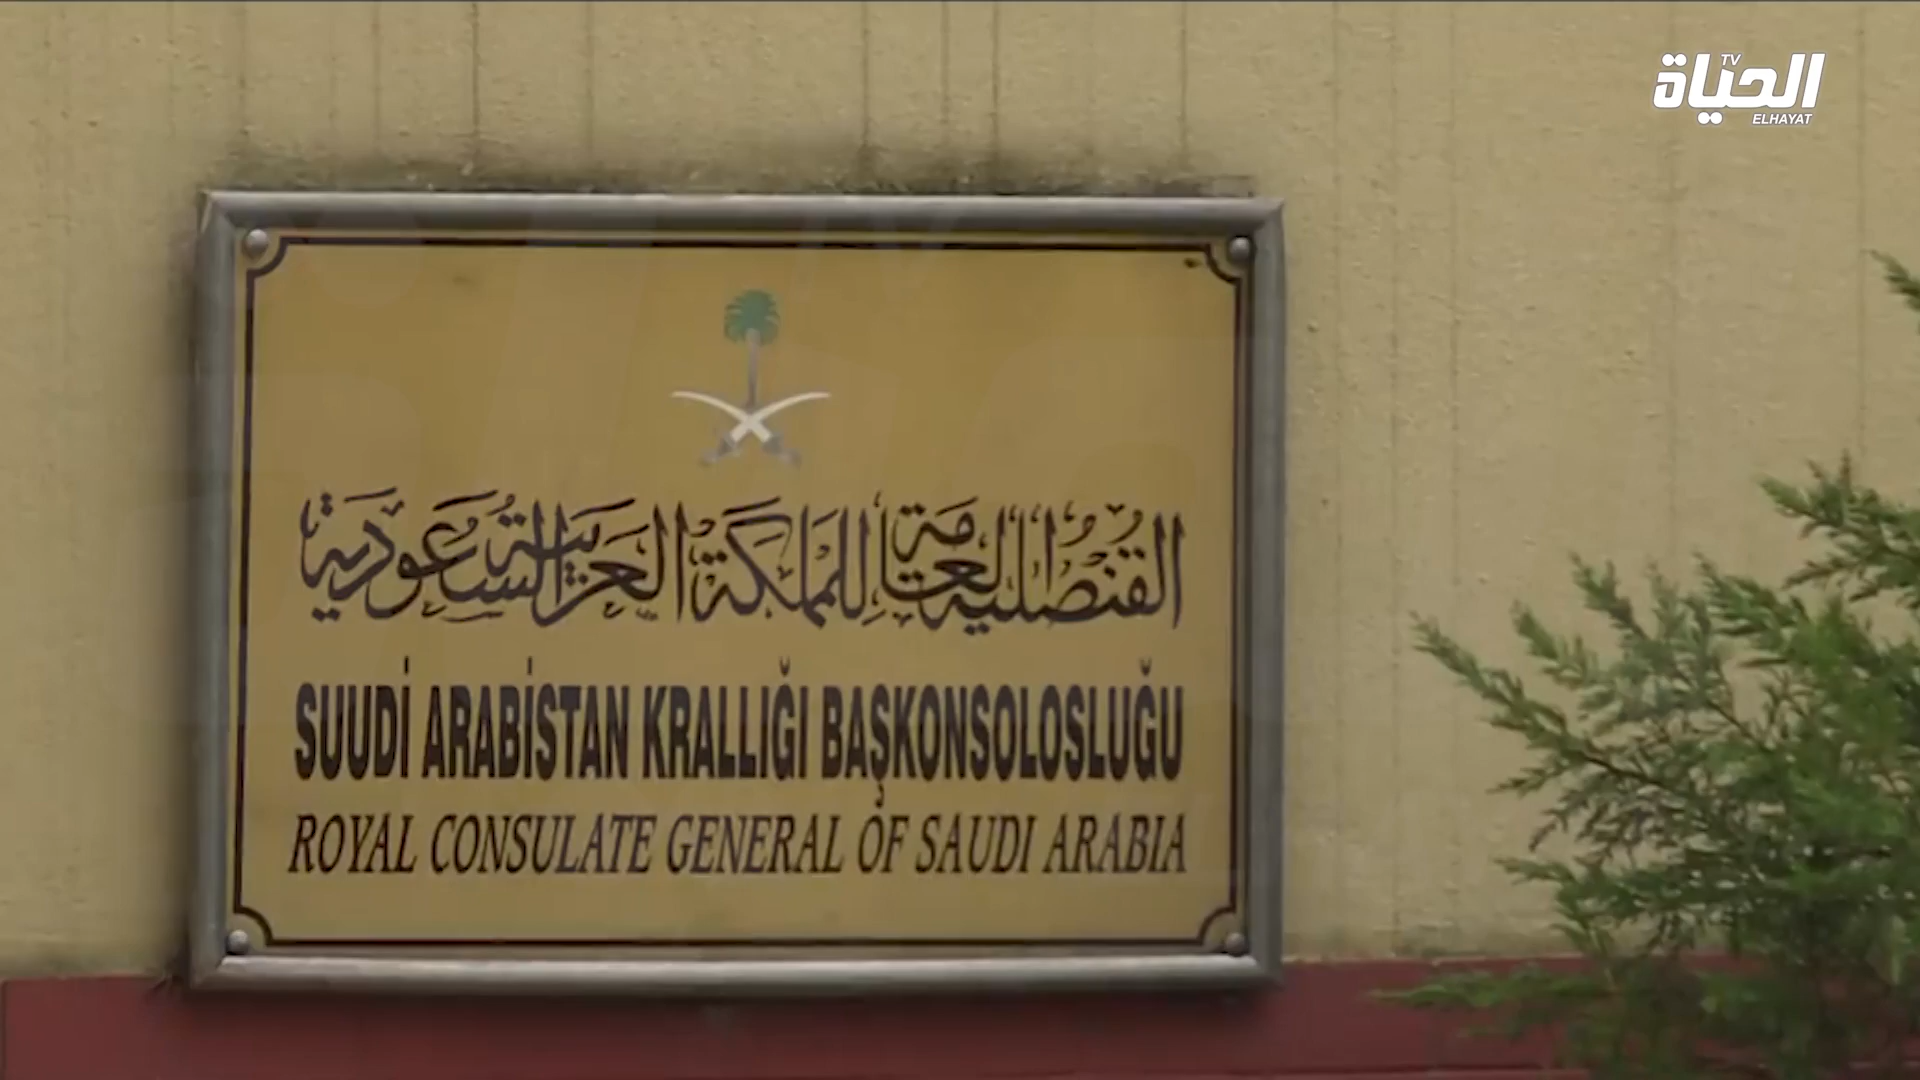 الحياة
TV
ELHAYAT
القنصلية العامة للمملكة العربية السعودية
SUUDİ ARABİSTAN KRALLIĞI BAŞKONSOLOSLUĞU
ROYAL CONSULATE GENERAL OF SAUDI ARABIA